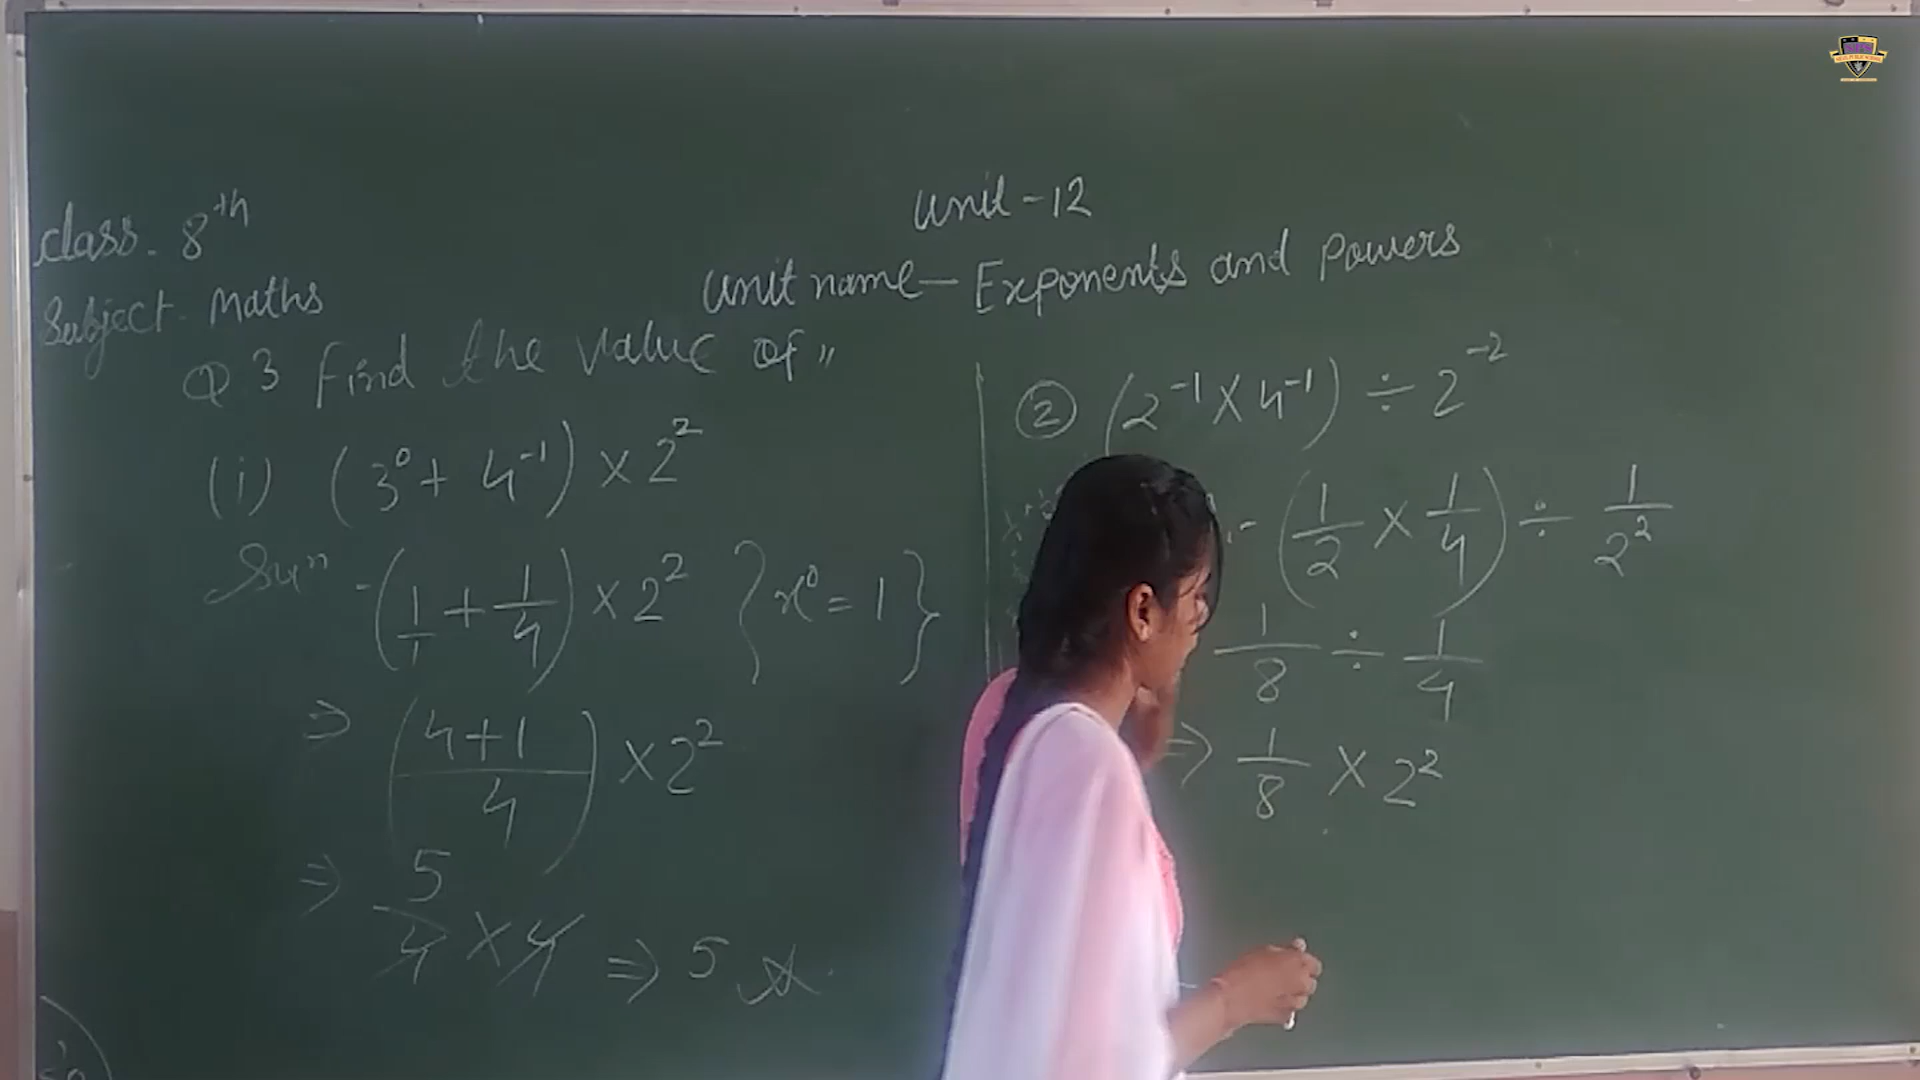 Class. 8th
Subject- Maths
Unit - 12
Unit name - Exponents and Powers
Q 3 Find the value of "
(i) (3⁰ + 4⁻¹) × 2²
-(1/1 + 1/4) × 2² {x⁰ = 1}
⇒ (4+1/4) × 2²
⇒ 5/4 × 4 ⇒ 5
② (2⁻¹ × 4⁻¹) ÷ 2⁻²
- (1/2 × 1/4) ÷ 1/2²
1/8 ÷ 1/4
⇒ 1/8 × 2²